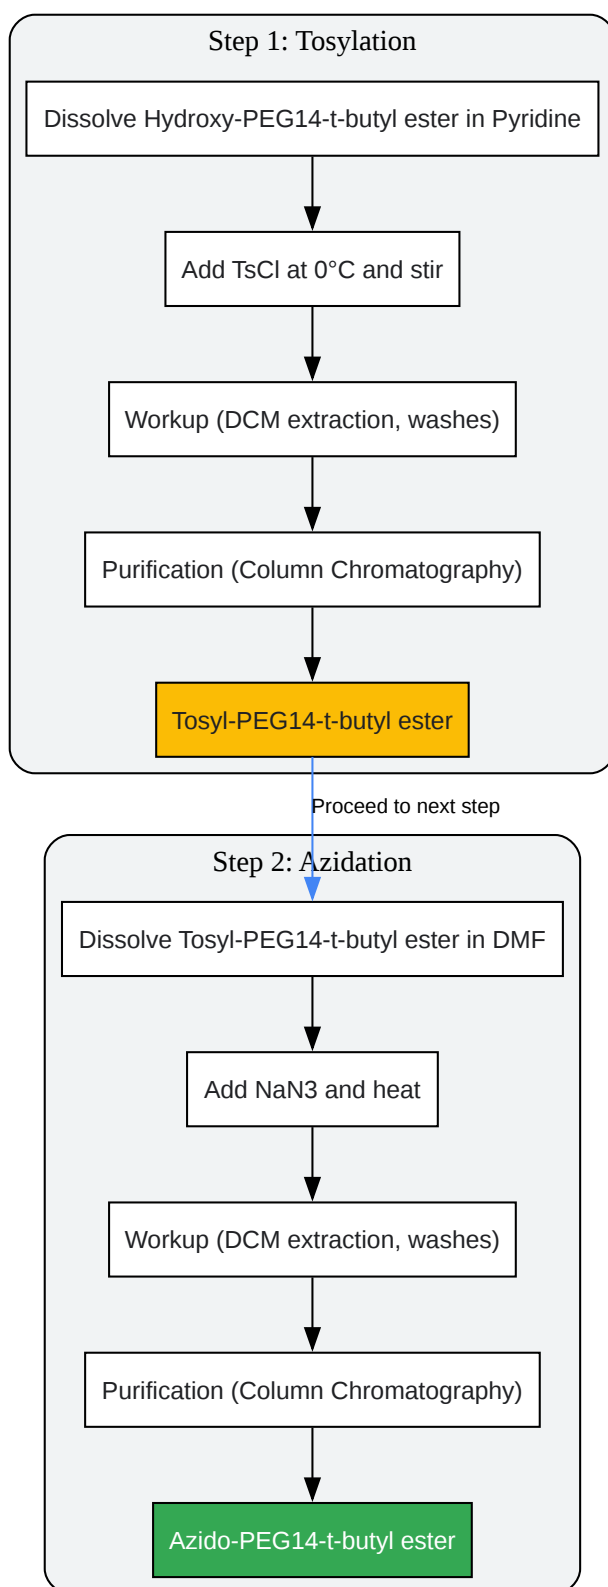 Step 1: Tosylation
Dissolve Hydroxy-PEG14-t-butyl ester in Pyridine
Add TsCl at 0°C and stir
Workup (DCM extraction, washes)
Purification (Column Chromatography)
Tosyl-PEG14-t-butyl ester
Proceed to next step
Step 2: Azidation
Dissolve Tosyl-PEG14-t-butyl ester in DMF
Add NaN3 and heat
Workup (DCM extraction, washes)
Purification (Column Chromatography)
Azido-PEG14-t-butyl ester